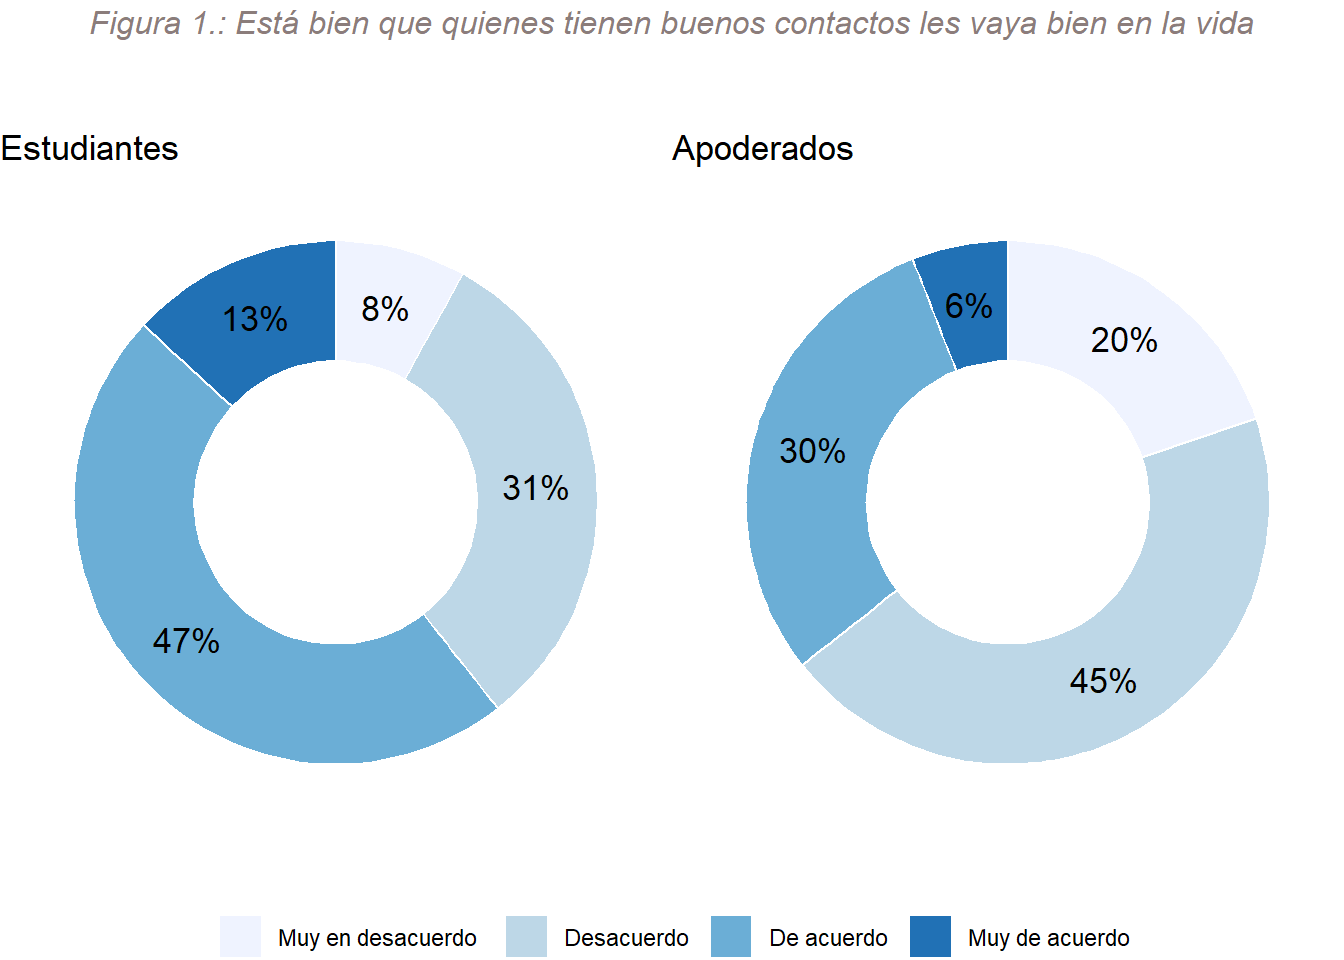 Figura 1.: Está bien que quienes tienen buenos contactos les vaya bien en la vida
Estudiantes
13%
8%
31%
47%
Apoderados
6%
20%
30%
45%
Muy en desacuerdo
Desacuerdo
De acuerdo
Muy de acuerdo